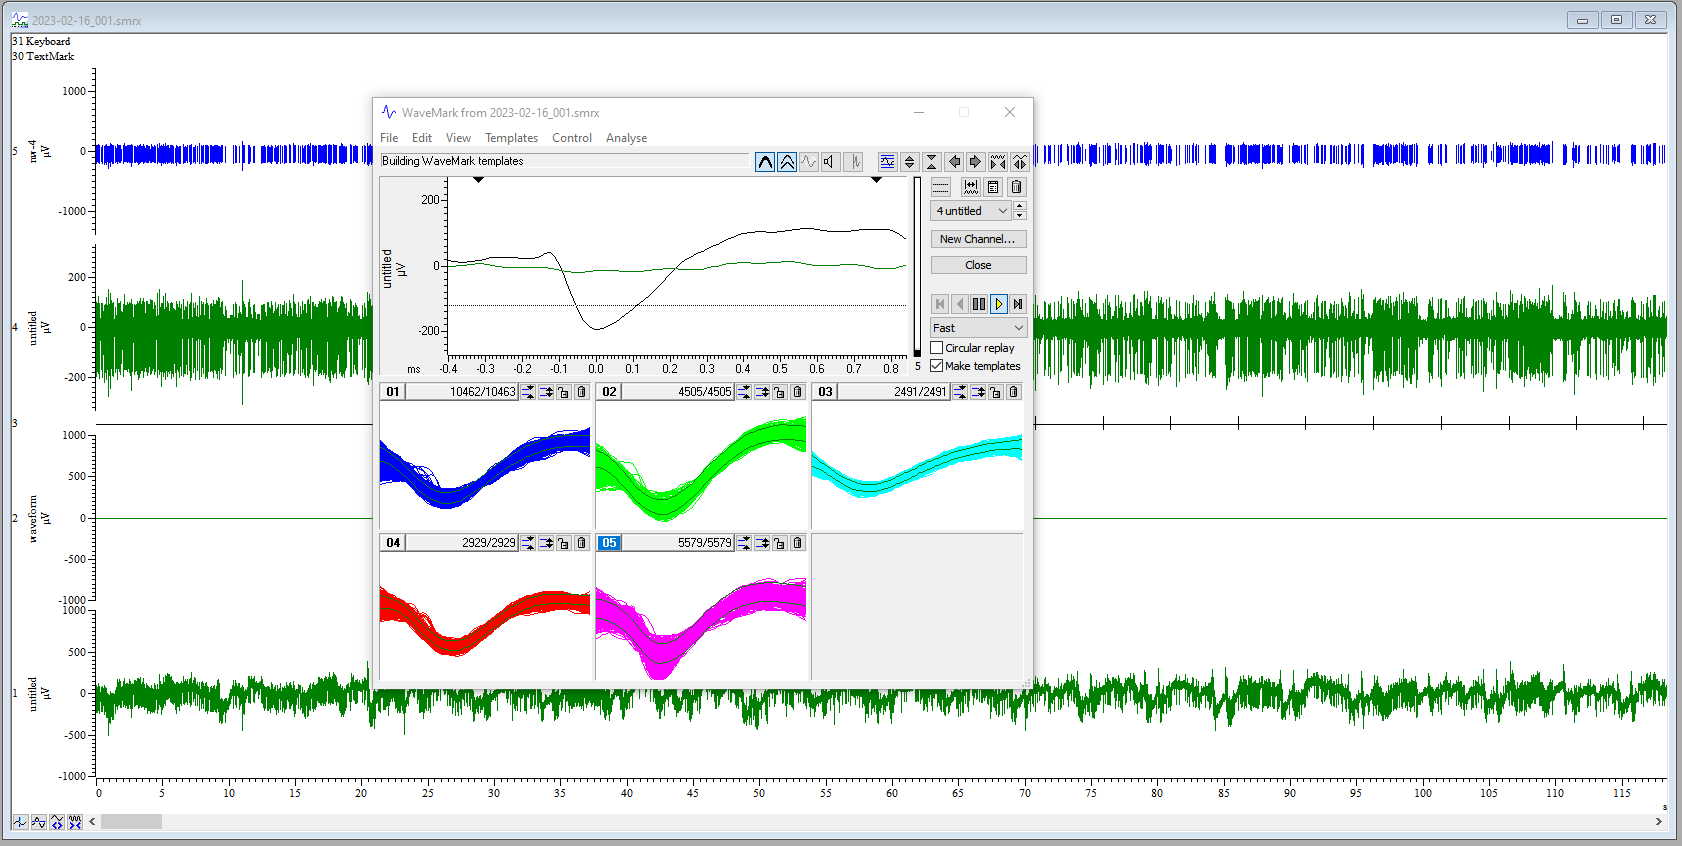 2023-02-16_001.smrx
31 Keyboard
30 TextMark
1000
5
µV
0
-1000
200
4 untitled µV
0
-200
3
1000
500
2 waveform µV
0
-500
-1000
1000
500
1 untitled µV
0
-500
-1000
0 5 10 15 20 25 30 35 40 45 50 55 60 65 70 75 80 85 90 95 100 105 110 115
s
WaveMark from 2023-02-16_001.smrx
File Edit View Templates Control Analyse
Building WaveMark templates
200
untitled µV
0
-200
ms -0.4 -0.3 -0.2 -0.1 0.0 0.1 0.2 0.3 0.4 0.5 0.6 0.7 0.8
5
4 untitled
New Channel...
Close
Fast
Circular replay
Make templates
01 10462/10463
02 4505/4505
03 2491/2491
04 2929/2929
05 5579/5579